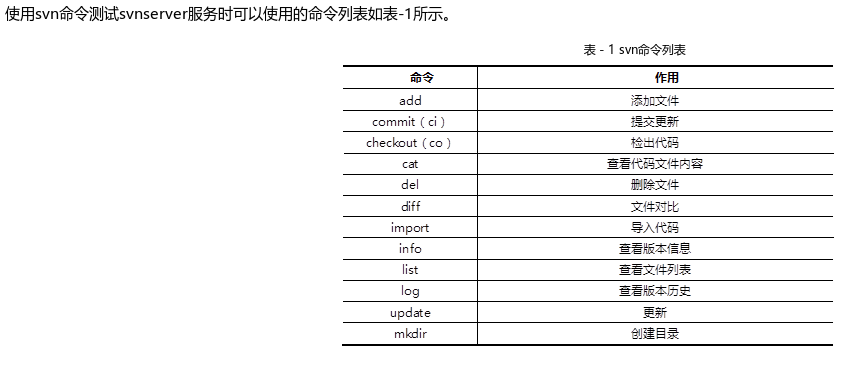 使用svn命令测试svnserver服务时可以使用的命令列表如表-1所示。
表 - 1 svn命令列表
命令 作用
add 添加文件
commit（ci） 提交更新
checkout（co） 检出代码
cat 查看代码文件内容
del 删除文件
diff 文件对比
import 导入代码
info 查看版本信息
list 查看文件列表
log 查看版本历史
update 更新
mkdir 创建目录